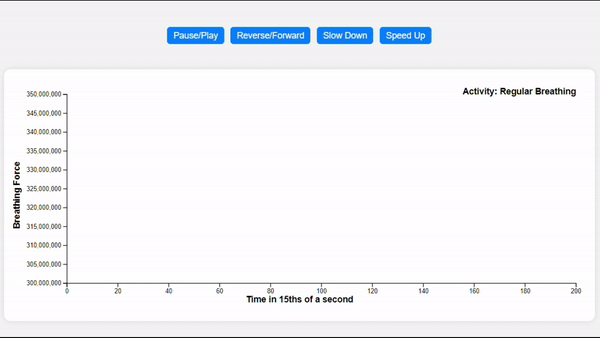 Pause/Play Reverse/Forward Slow Down Speed Up
Activity: Regular Breathing
Breathing Force
350,000,000
345,000,000
340,000,000
335,000,000
330,000,000
325,000,000
320,000,000
315,000,000
310,000,000
305,000,000
300,000,000
0 20 40 60 80 100 120 140 160 180 200
Time in 15ths of a second